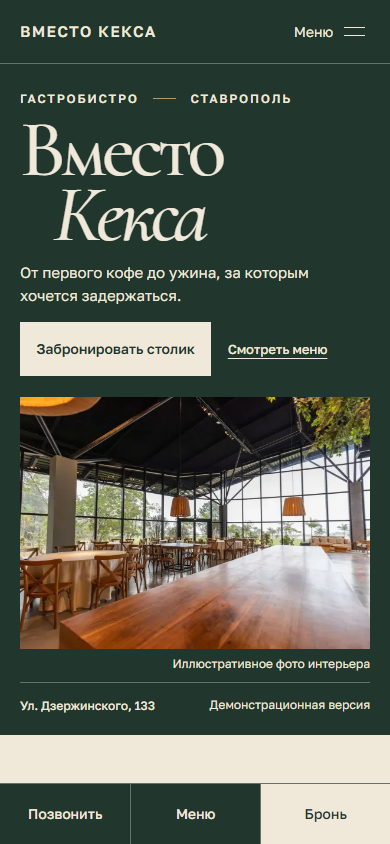 ВМЕСТО КЕКСА
Меню
ГАСТРОБИСТРО — СТАВРОПОЛЬ
Вместо
Кекса
От первого кофе до ужина, за которым
хочется задержаться.
Забронировать столик
Смотреть меню
Иллюстративное фото интерьера
Ул. Дзержинского, 133
Демонстрационная версия
Позвонить
Меню
Бронь